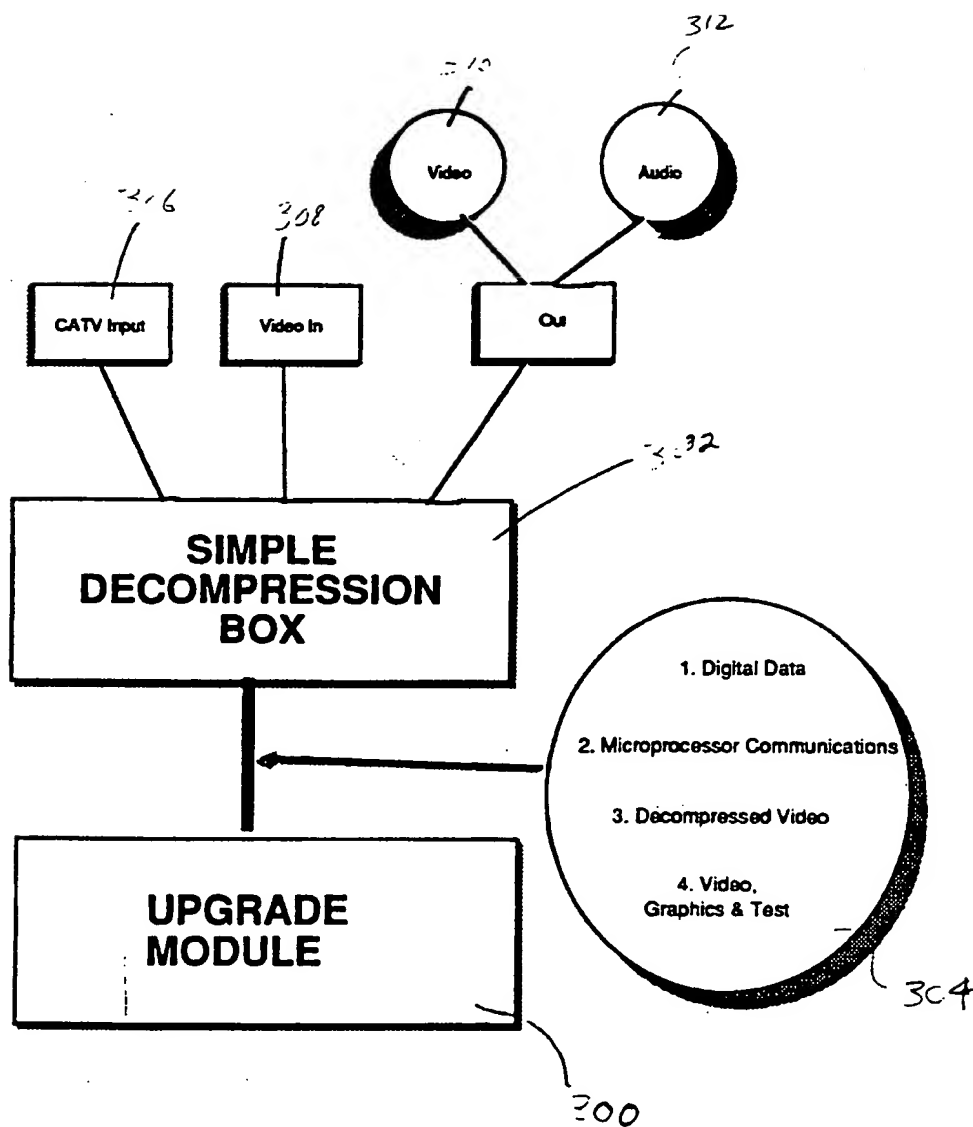 312
Video
Audio
308
CATV Input
Video In
Out
SIMPLE
DECOMPRESSION
BOX
1. Digital Data
2. Microprocessor Communications
3. Decompressed Video
4. Video,
Graphics & Test
UPGRADE
MODULE
304
300